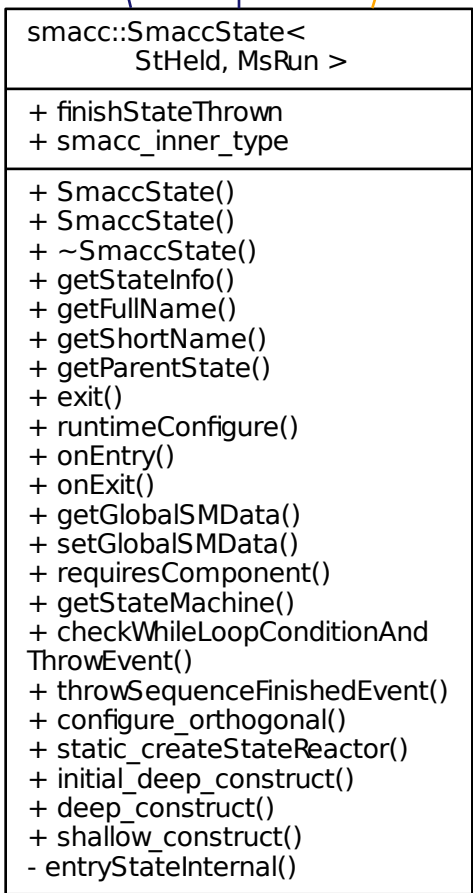 smacc::SmaccState<
StHeld, MsRun >
+ finishStateThrown
+ smacc_inner_type
+ SmaccState()
+ SmaccState()
+ ~SmaccState()
+ getStateInfo()
+ getFullName()
+ getShortName()
+ getParentState()
+ exit()
+ runtimeConfigure()
+ onEntry()
+ onExit()
+ getGlobalSMData()
+ setGlobalSMData()
+ requiresComponent()
+ getStateMachine()
+ checkWhileLoopConditionAnd
ThrowEvent()
+ throwSequenceFinishedEvent()
+ configure_orthogonal()
+ static_createStateReactor()
+ initial_deep_construct()
+ deep_construct()
+ shallow_construct()
- entryStateInternal()